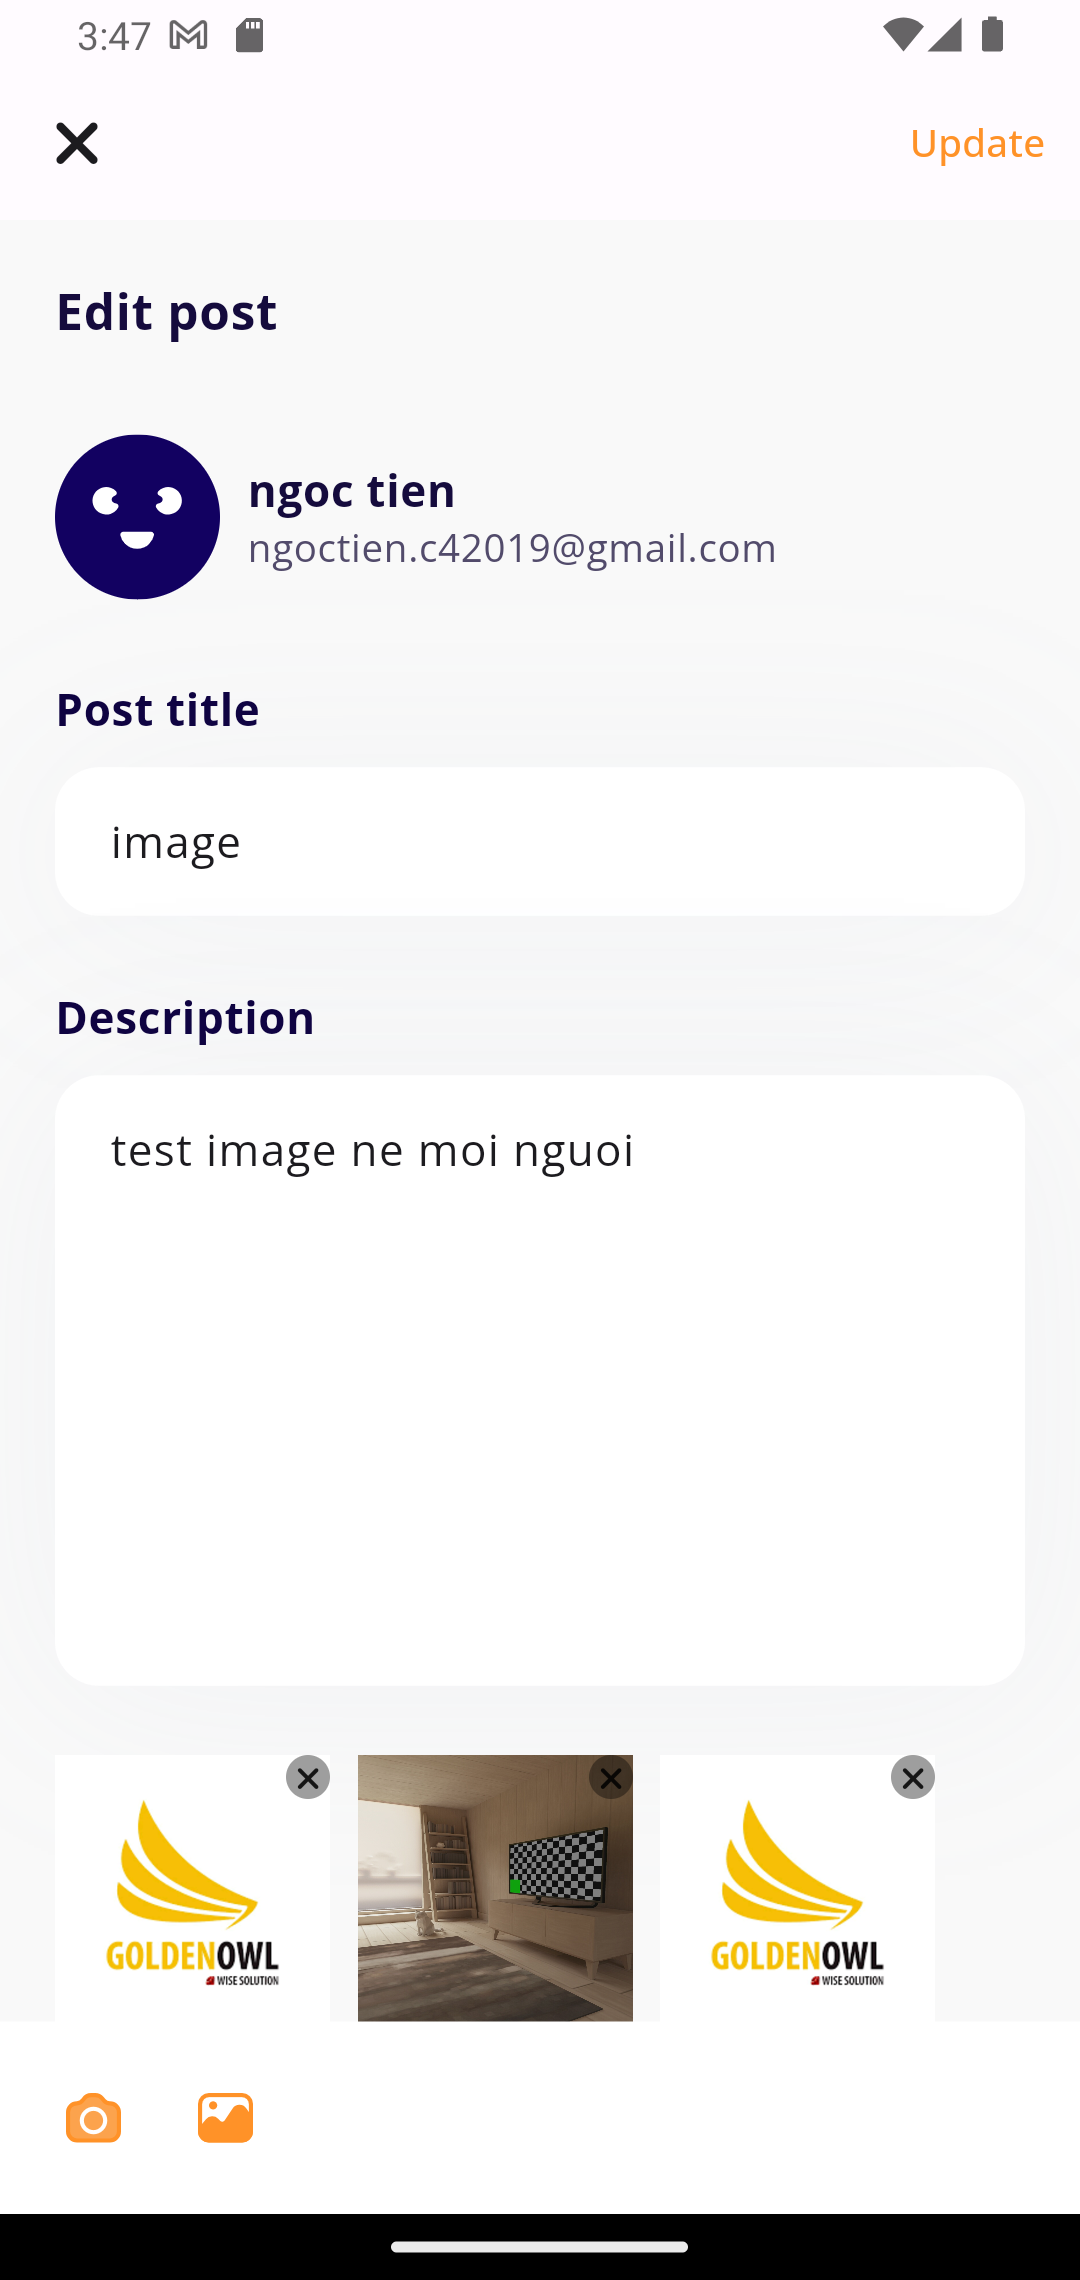 3:47
Update
Edit post
ngoc tien
ngoctien.c42019@gmail.com
Post title
image
Description
test image ne moi nguoi
GOLDENOWL
WISE SOLUTION
GOLDENOWL
WISE SOLUTION